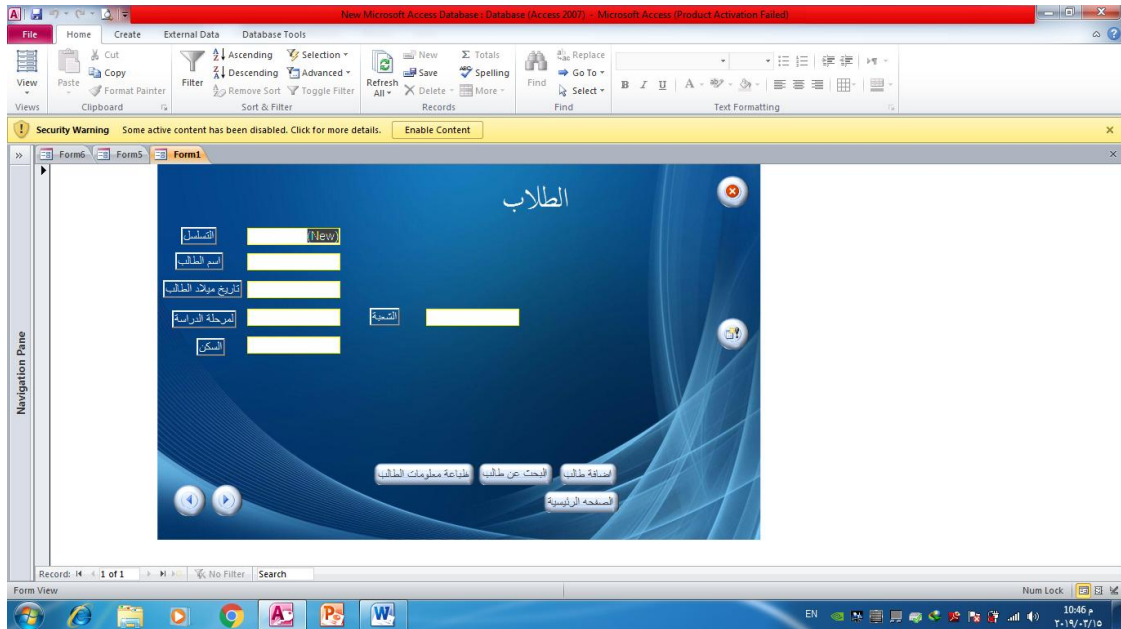 New Microsoft Access Database : Database (Access 2007) - Microsoft Access (Product Activation Failed)
File Home Create External Data Database Tools
View Paste Cut Copy Format Painter Filter Ascending Descending Remove Sort Selection Advanced Toggle Filter Refresh All New Save Delete Totals Spelling More Find Replace Go To Select B I U A
Views Clipboard Sort & Filter Records Find Text Formatting
Security Warning Some active content has been disabled. Click for more details. Enable Content
Form6 Form5 Form1
Navigation Pane
الطلاب
التسلسل (New)
اسم الطالب
تاريخ ميلاد الطالب
لمرحلة الدراسة الشعبة
السكن
اضافة طالب البحث عن طالب طباعة معلومات الطالب
الصفحه الرئيسية
Record: 1 of 1 No Filter Search
Form View Num Lock
EN 10:46 م
٢٠١٩/٠٢/١٥